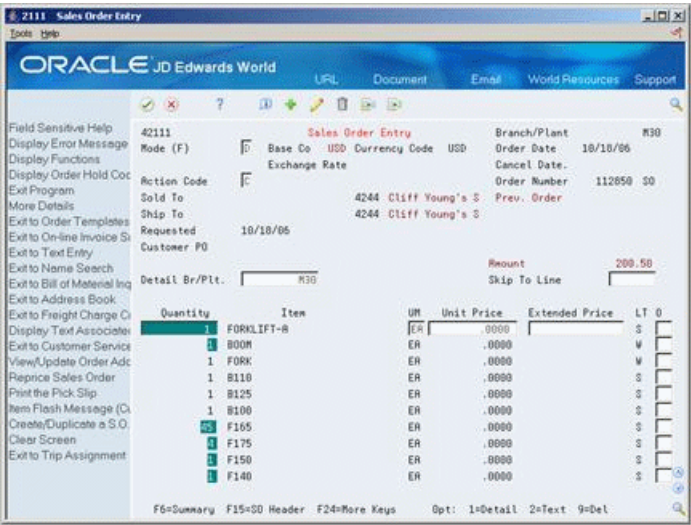 2111 Sales Order Entry
Tools Help
ORACLE JD Edwards World
URL Document Email World Resources Support
?
Field Sensitive Help
Display Error Message
Display Functions
Display Order Hold Coc
Exit Program
More Details
Exit to Order Templates
Exit to On-line Invoice Si
Exit to Text Entry
Exit to Name Search
Exit to Bill of Material Inq
Exit to Address Book
Exit to Freight Charge Ci
Display Text Associate
Exit to Customer Service
View/Update Order Adc
Reprice Sales Order
Print the Pick Slip
Item Flash Message (Cu
Create/Duplicate a S.O.
Clear Screen
Exit to Trip Assignment
42111 Sales Order Entry Branch/Plant M30
Mode (F) D Base Co USD Currency Code USD Order Date 10/10/06
Exchange Rate Cancel Date.
Action Code C Order Number 112850 SO
Sold To 4244 Cliff Young's S Prev. Order
Ship To 4244 Cliff Young's S
Requested 10/10/06
Customer PO
Amount 200.50
Detail Br/Plt. M30 Skip To Line
Quantity Item UM Unit Price Extended Price LT O
1 FORKLIFT-A EA .0000 S
1 BOOM EA .0000 W
1 FORK EA .0000 W
1 B110 EA .0000 S
1 B125 EA .0000 S
1 B100 EA .0000 S
45 F165 EA .0000 S
4 F175 EA .0000 S
1 F150 EA .0000 S
1 F140 EA .0000 S
F6=Summary F15=SO Header F24=More Keys Opt: 1=Detail 2=Text 9=Del